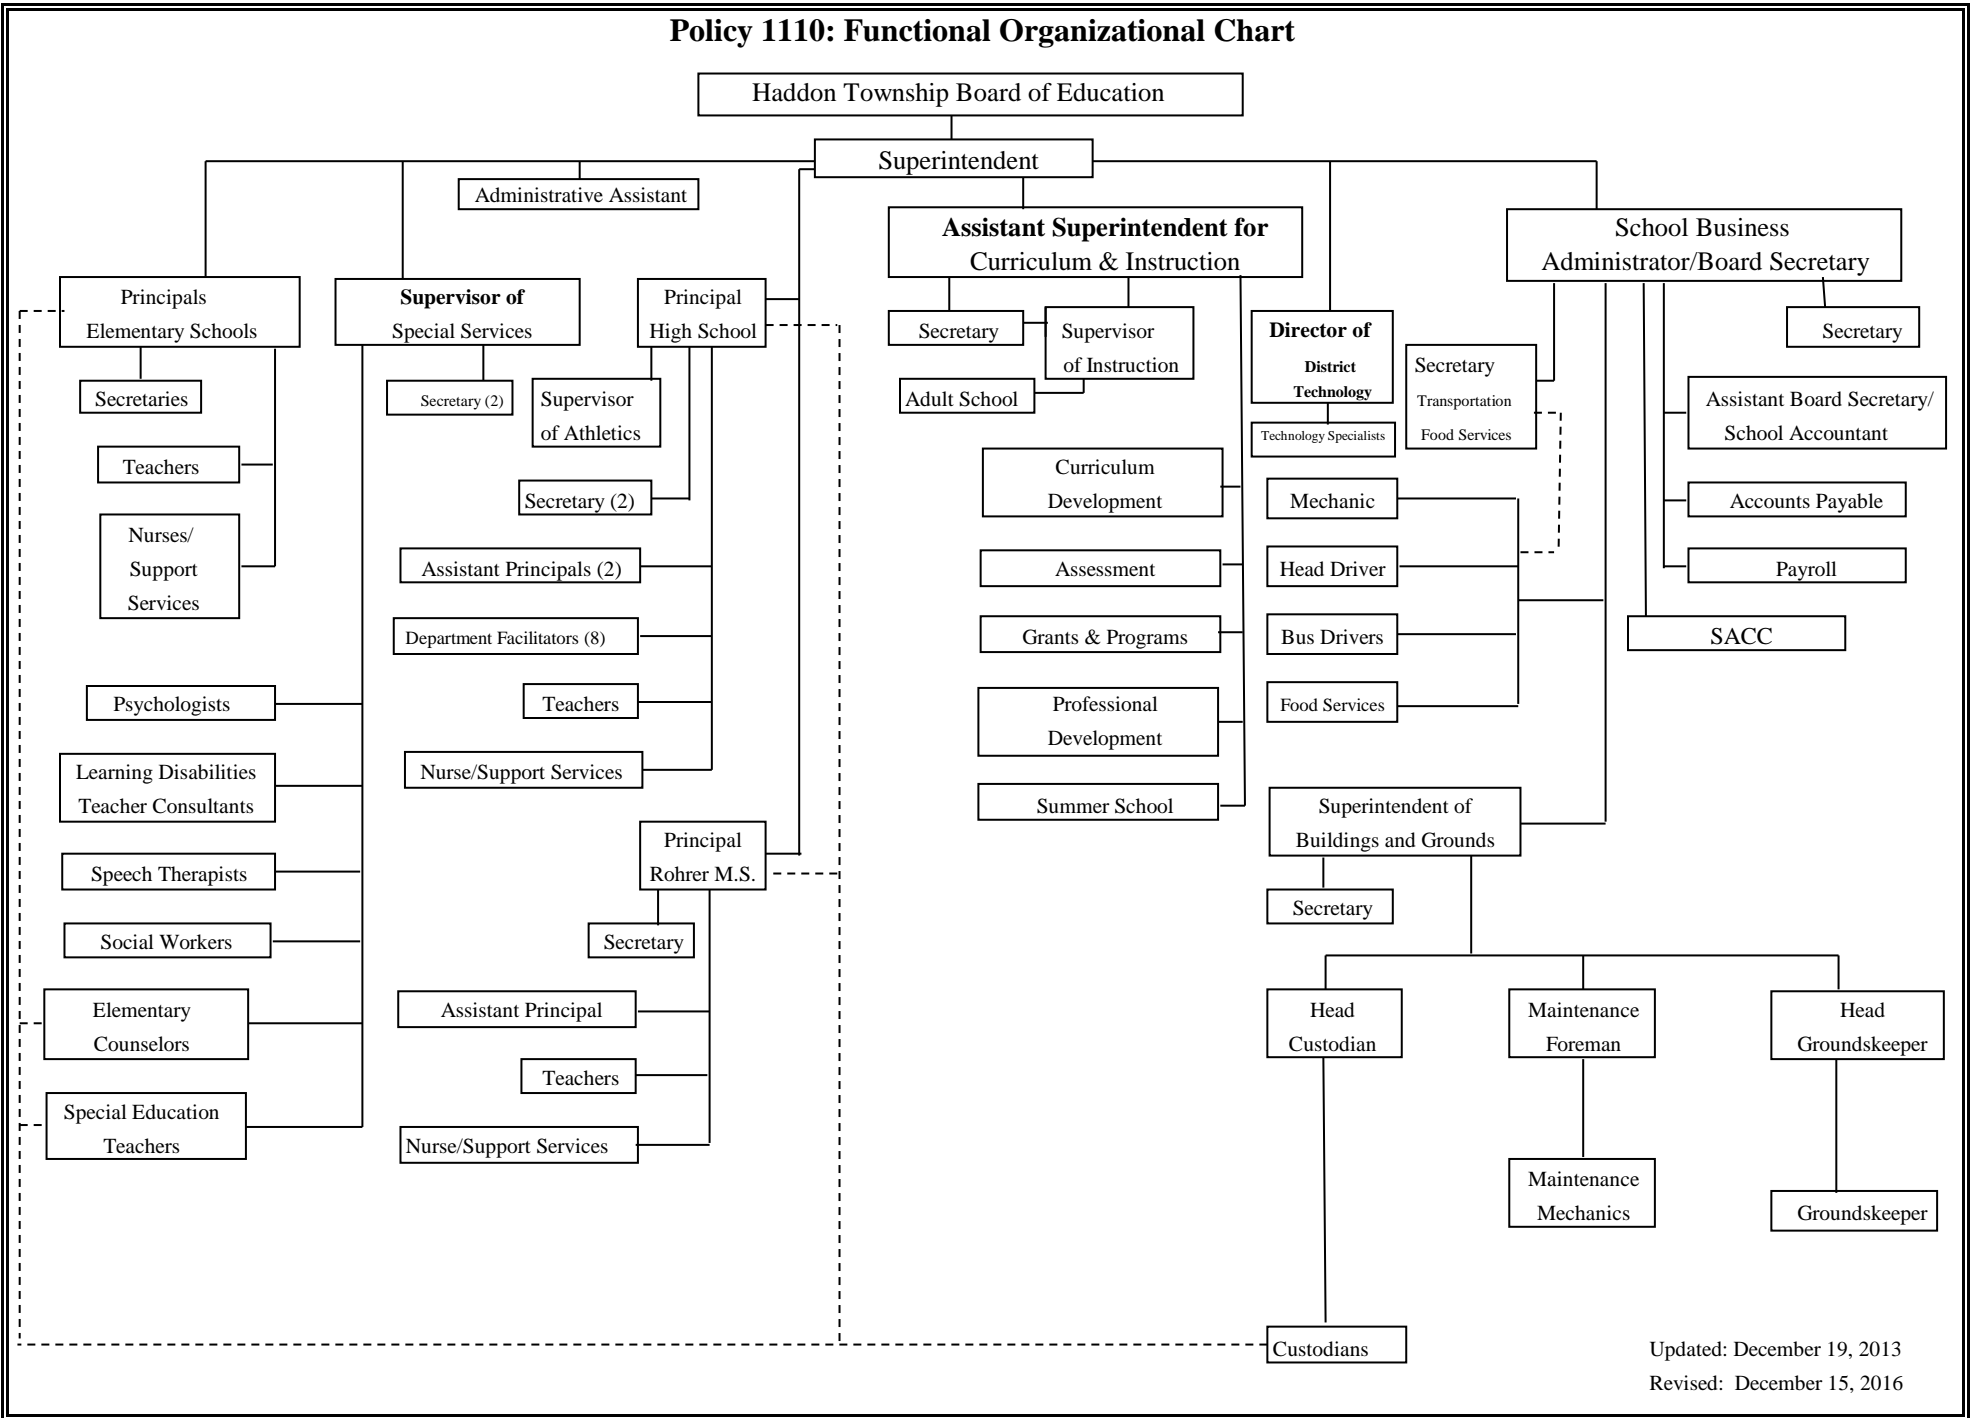 Policy 1110: Functional Organizational Chart
Haddon Township Board of Education
Superintendent
Administrative Assistant
Principals
Elementary Schools
Secretaries
Teachers
Nurses/
Support
Services
Supervisor of
Special Services
Secretary (2)
Psychologists
Learning Disabilities
Teacher Consultants
Speech Therapists
Social Workers
Elementary
Counselors
Special Education
Teachers
Principal
High School
Supervisor
of Athletics
Secretary (2)
Assistant Principals (2)
Department Facilitators (8)
Teachers
Nurse/Support Services
Principal
Rohrer M.S.
Secretary
Assistant Principal
Teachers
Nurse/Support Services
Assistant Superintendent for
Curriculum & Instruction
Secretary
Supervisor
of Instruction
Adult School
Curriculum
Development
Assessment
Grants & Programs
Professional
Development
Summer School
Director of
District
Technology
Technology Specialists
School Business
Administrator/Board Secretary
Secretary
Secretary
Transportation
Food Services
Assistant Board Secretary/
School Accountant
Accounts Payable
Payroll
SACC
Mechanic
Head Driver
Bus Drivers
Food Services
Superintendent of
Buildings and Grounds
Secretary
Head
Custodian
Maintenance
Foreman
Head
Groundskeeper
Maintenance
Mechanics
Groundskeeper
Custodians
Updated: December 19, 2013
Revised:  December 15, 2016